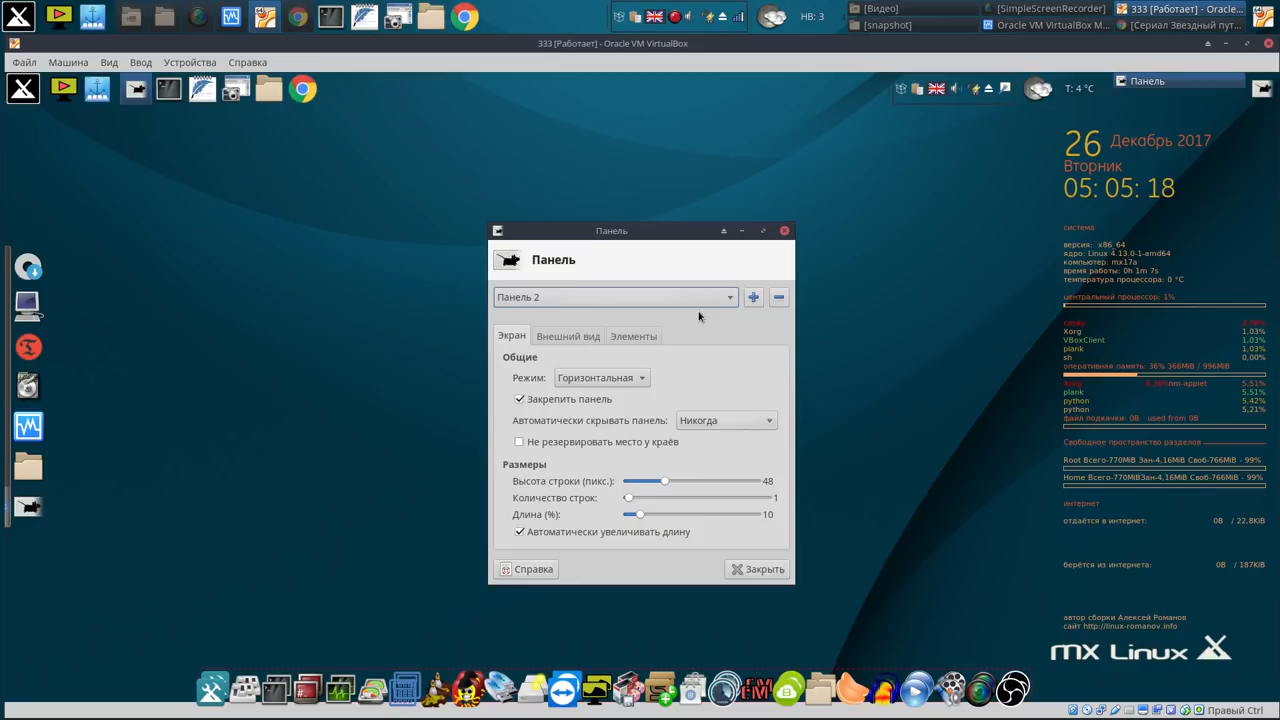 НВ: 3
[Видео]
[SimpleScreenRecorder]
333 [Работает] - Oracle...
[snapshot]
Oracle VM VirtualBox M...
[Сериал Звездный пут...
333 [Работает] - Oracle VM VirtualBox
Файл Машина Вид Ввод Устройства Справка
Т: 4 °C
Панель
26 Декабрь 2017
Вторник
05: 05: 18
система
версия: x86_64
ядро: Linux 4.13.0-1-amd64
компьютер: mx17a
время работы: 0h 1m 7s
температура процессора: 0 °C
центральный процессор: 1%
Xorg 1,03%
VBoxClient 1,03%
plank 1,03%
sh 0,00%
оперативная память: 36% 366MiB / 996MiB
nm-applet 5,51%
plank 5,51%
python 5,42%
python 5,21%
файл подкачки: 0B used from 0B
Свободное пространство разделов
Root Всего-770MiB Зан-4,16MiB Своб-766MiB - 99%
Home Всего-770MiBЗан-4,16MiB Своб-766MiB - 99%
интернет
отдаётся в интернет: 0B / 22,8KiB
берётся из интернета: 0B / 187KiB
автор сборки Алексей Романов
сайт http://linux-romanov.info
MX Linux
Панель
Панель
Панель 2
Экран Внешний вид Элементы
Общие
Режим: Горизонтальная
Закрепить панель
Автоматически скрывать панель: Никогда
Не резервировать место у краёв
Размеры
Высота строки (пикс.): 48
Количество строк: 1
Длина (%): 10
Автоматически увеличивать длину
Справка Закрыть
Правый Ctrl